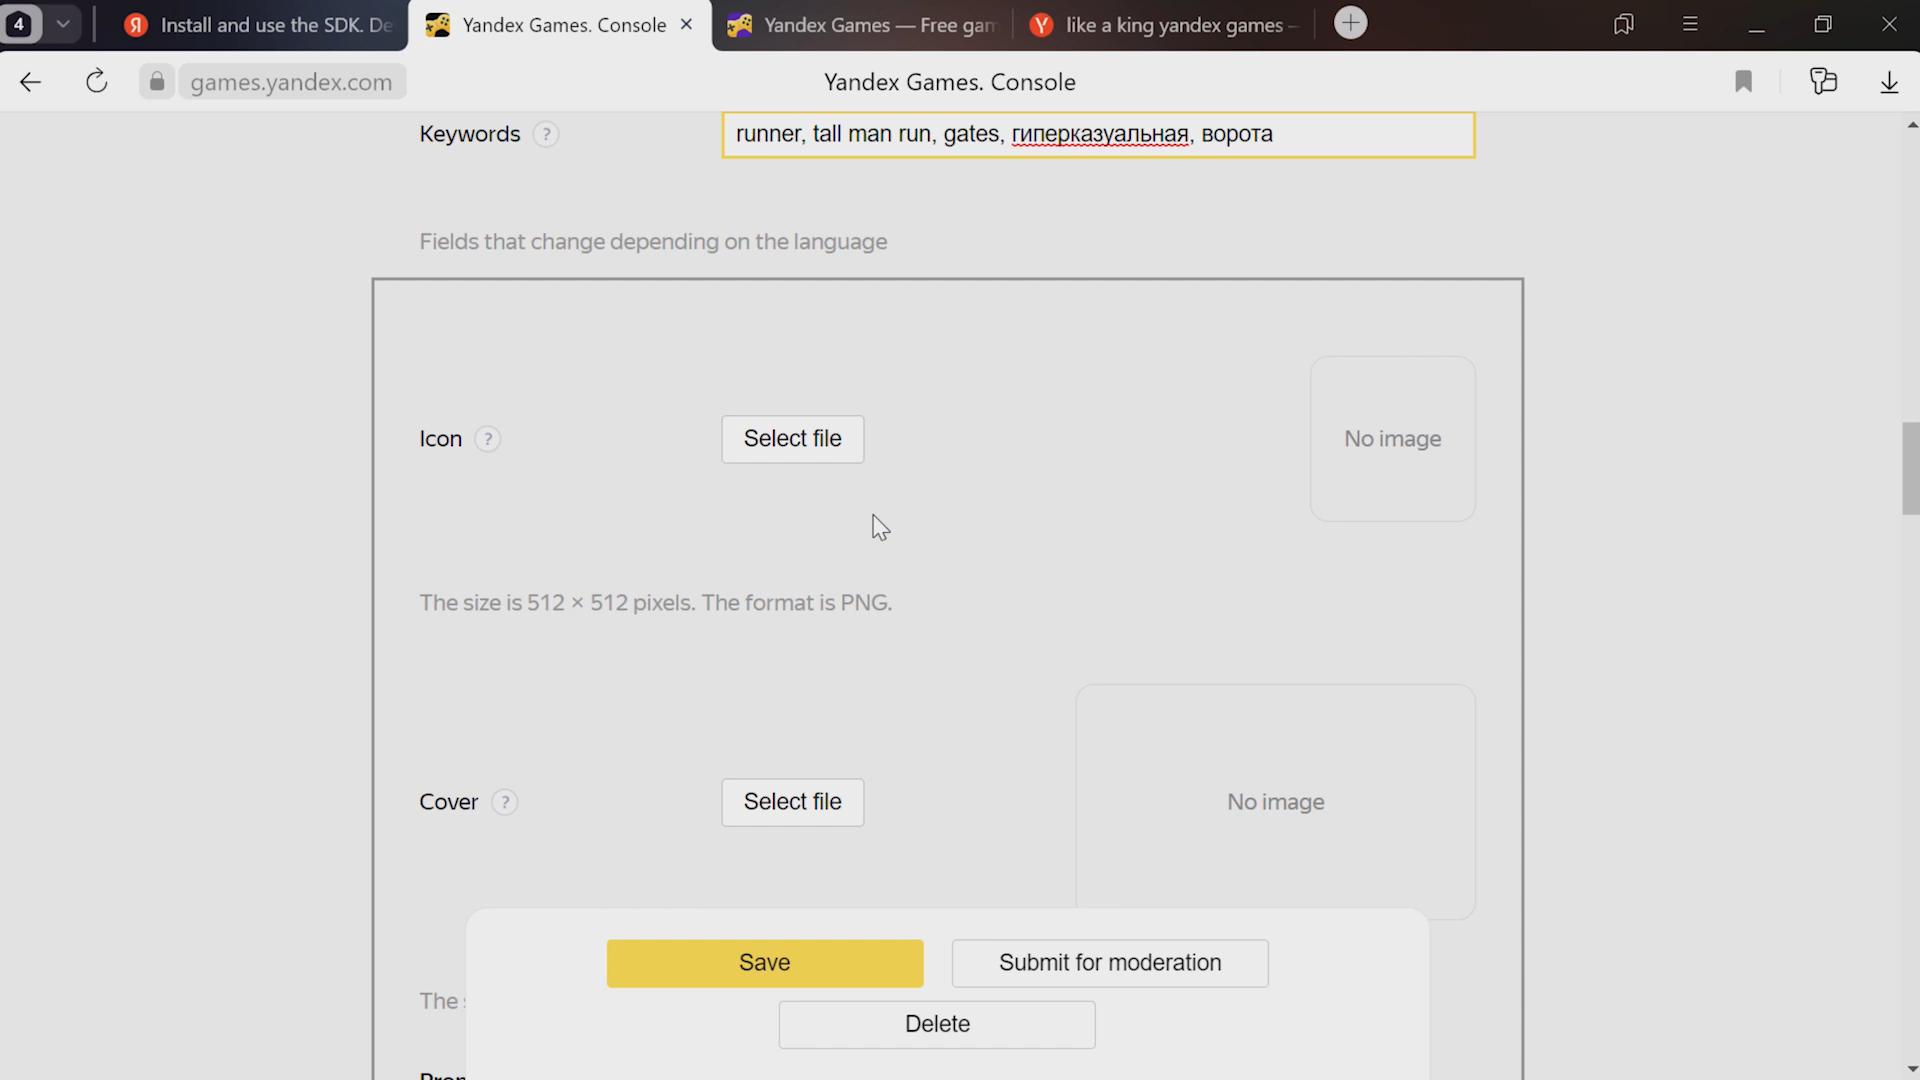 4
Install and use the SDK. De
Yandex Games. Console
Yandex Games — Free gam
like a king yandex games -
games.yandex.com
Yandex Games. Console
Keywords ?
runner, tall man run, gates, гиперказуальная, ворота
Fields that change depending on the language
Icon ?
Select file
No image
The size is 512 × 512 pixels. The format is PNG.
Cover ?
Select file
No image
Save
Submit for moderation
The
Delete